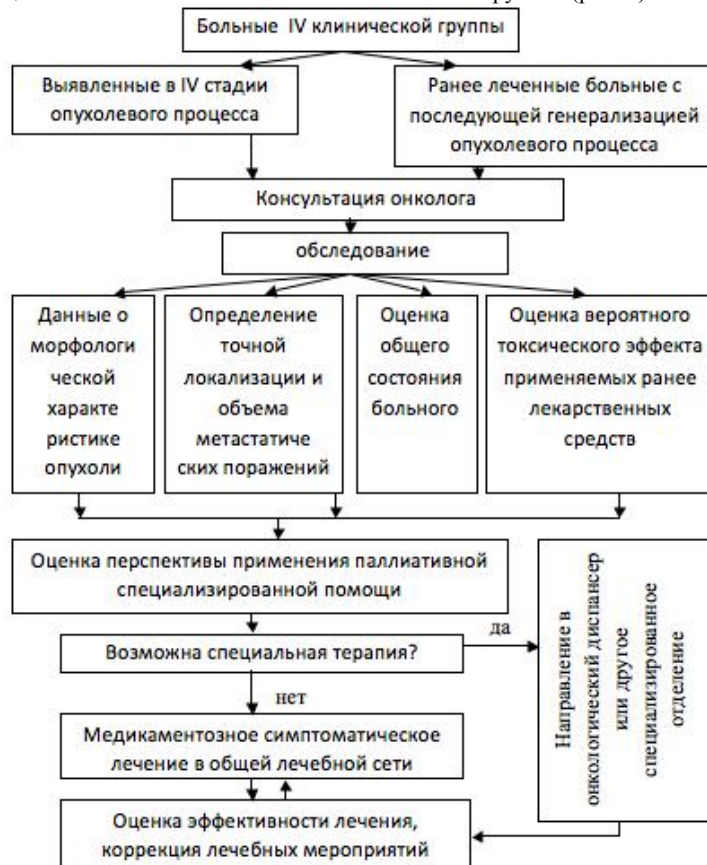 Больные IV клинической группы
Выявленные в IV стадии
опухолевого процесса
Ранее леченные больные с
последующей генерализацией
опухолевого процесса
Консультация онколога
обследование
Данные о
морфологи
ческой
характе
ристике
опухоли
Определение
точной
локализации и
объема
метастатиче
ских поражений
Оценка
общего
состояния
больного
Оценка вероятного
токсического эффекта
применяемых ранее
лекарственных
средств
Оценка перспективы применения паллиативной
специализированной помощи
Возможна специальная терапия?
да
нет
Направление в
онкологический диспансер
или другое
специализированное
отделение
Медикаментозное симптоматическое
лечение в общей лечебной сети
Оценка эффективности лечения,
коррекция лечебных мероприятий